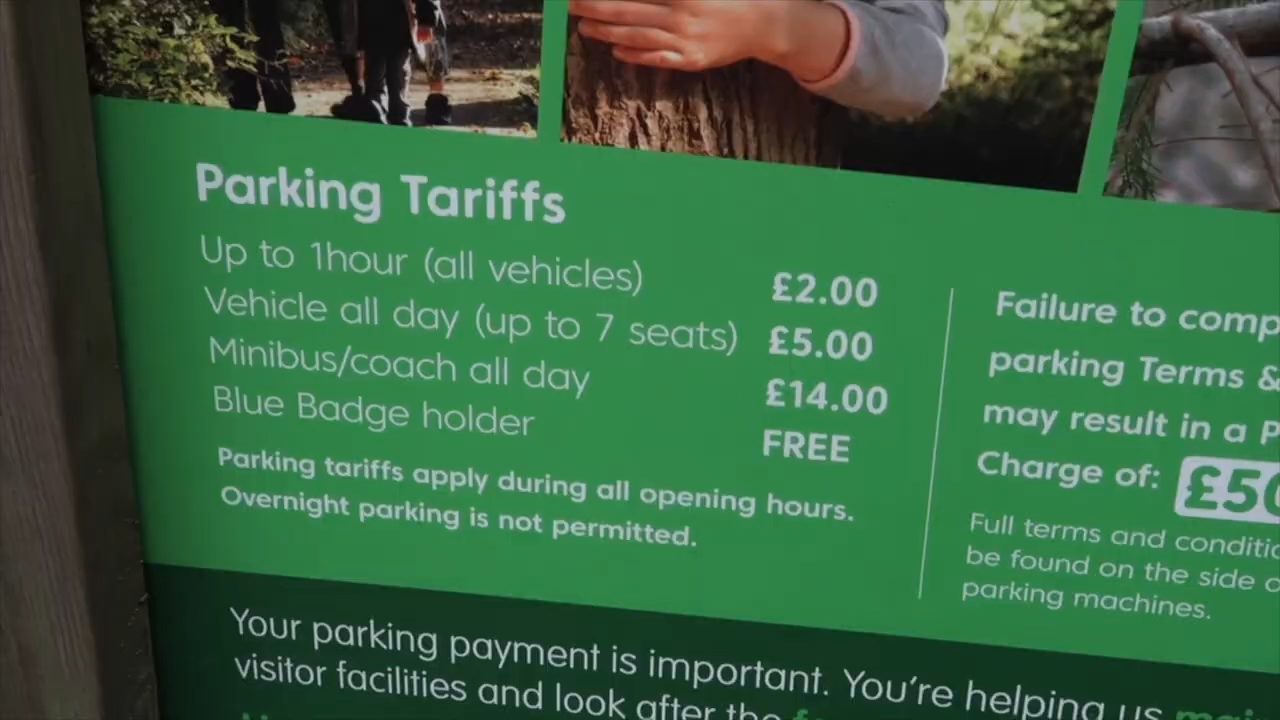 Parking Tariffs
Up to 1hour (all vehicles) £2.00
Vehicle all day (up to 7 seats) £5.00
Minibus/coach all day £14.00
Blue Badge holder FREE
Parking tariffs apply during all opening hours.
Overnight parking is not permitted.
Failure to comp
parking Terms &
may result in a P
Charge of: £50
Full terms and conditio
be found on the side o
parking machines.
Your parking payment is important. You're helping us
visitor facilities and look after the